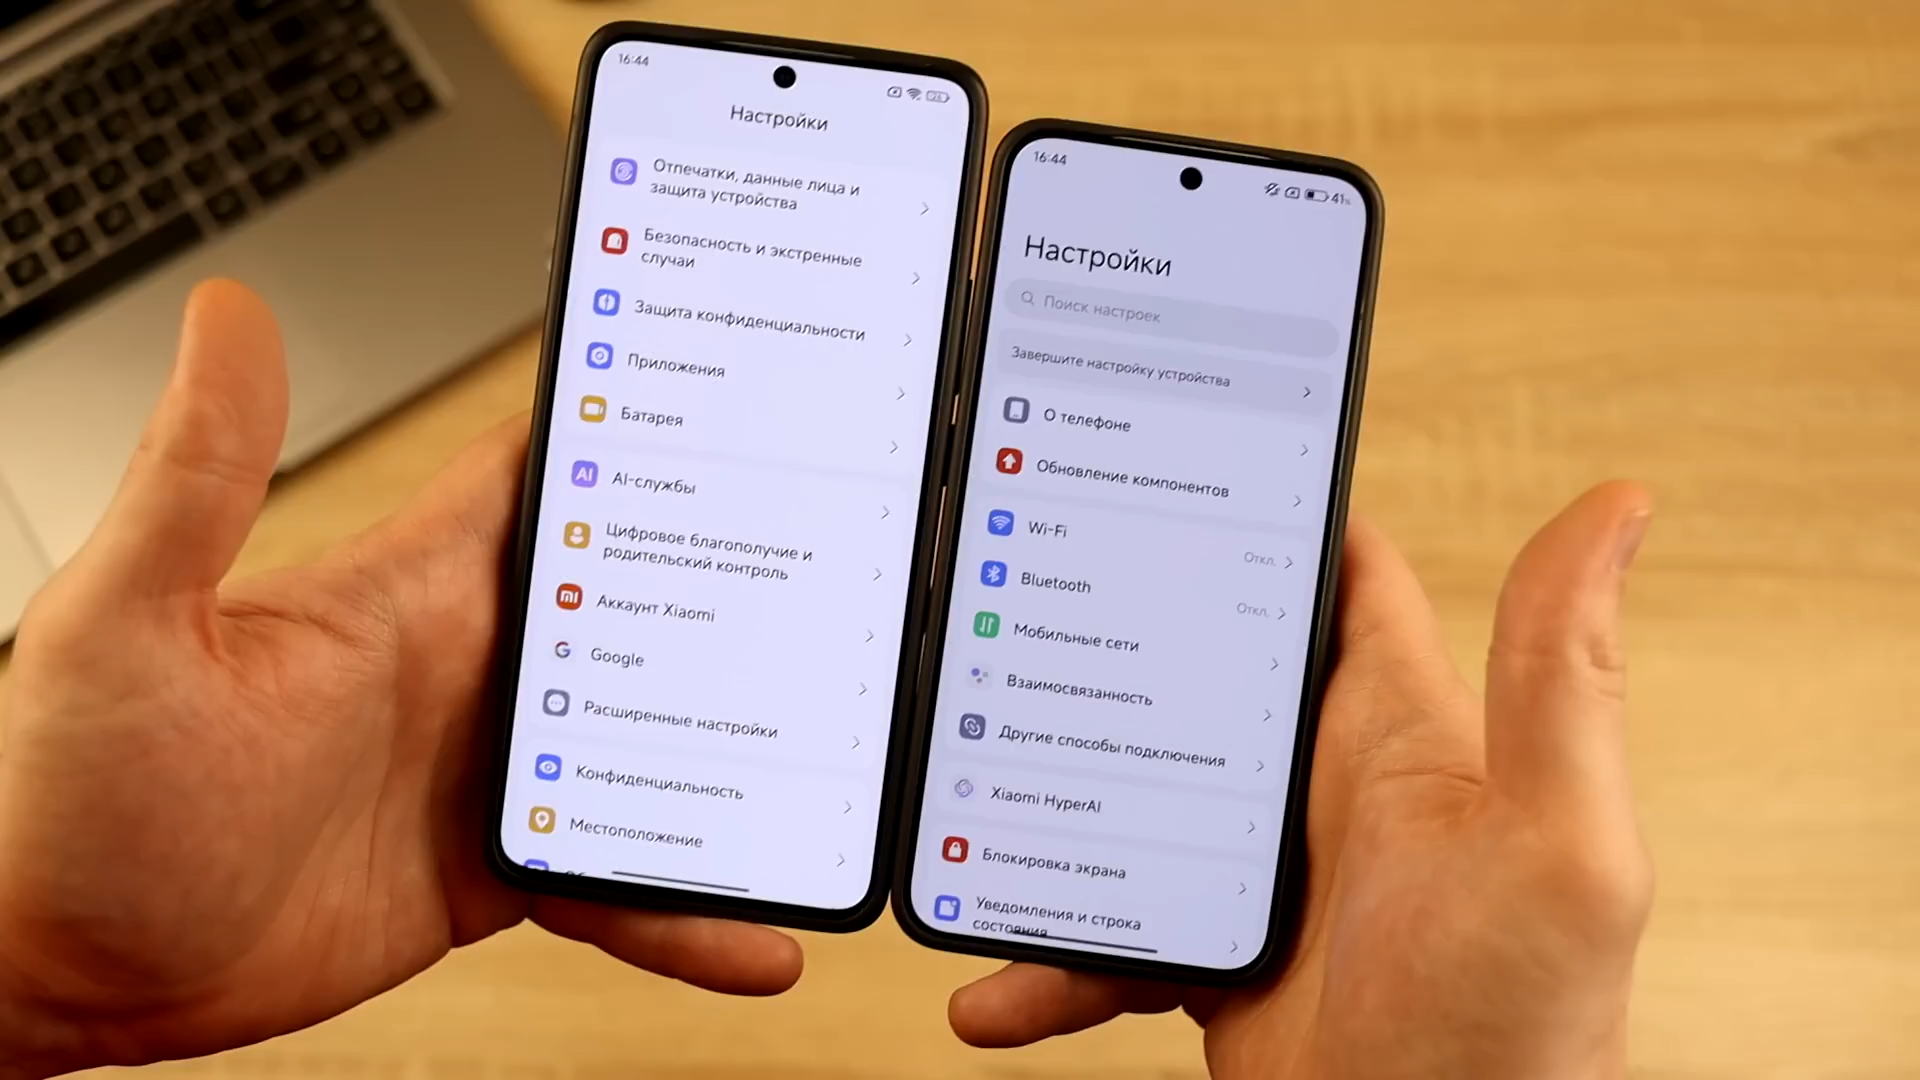 16:44
Настройки
Отпечатки, данные лица и
защита устройства
Безопасность и экстренные
случаи
Защита конфиденциальности
Приложения
Батарея
AI
AI-службы
Цифровое благополучие и
родительский контроль
Аккаунт Xiaomi
Google
Расширенные настройки
Конфиденциальность
Местоположение
16:44
41%
Настройки
Поиск настроек
Завершите настройку устройства
О телефоне
Обновление компонентов
Wi-Fi
Откл.
Bluetooth
Откл.
Мобильные сети
Взаимосвязанность
Другие способы подключения
Xiaomi HyperAI
Блокировка экрана
Уведомления и строка
состояния